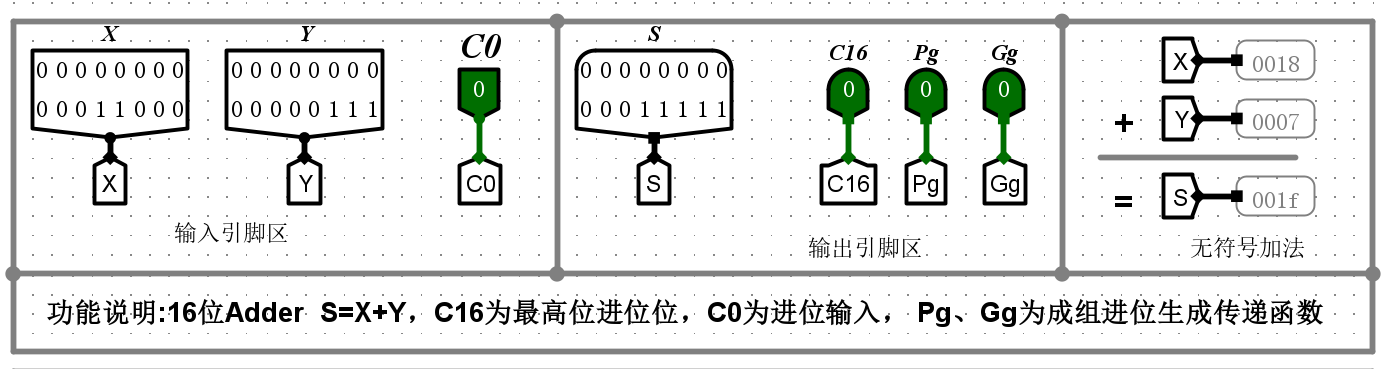 X
0 0 0 0 0 0 0 0
0 0 0 1 1 0 0 0
X
Y
0 0 0 0 0 0 0 0
0 0 0 0 0 1 1 1
Y
C0
0
C0
输入引脚区
S
0 0 0 0 0 0 0 0
0 0 0 1 1 1 1 1
S
C16
0
C16
Pg
0
Pg
Gg
0
Gg
输出引脚区
X 0018
+ Y 0007
= S 001f
无符号加法
功能说明:16位Adder S=X+Y，C16为最高位进位位，C0为进位输入， Pg、Gg为成组进位生成传递函数